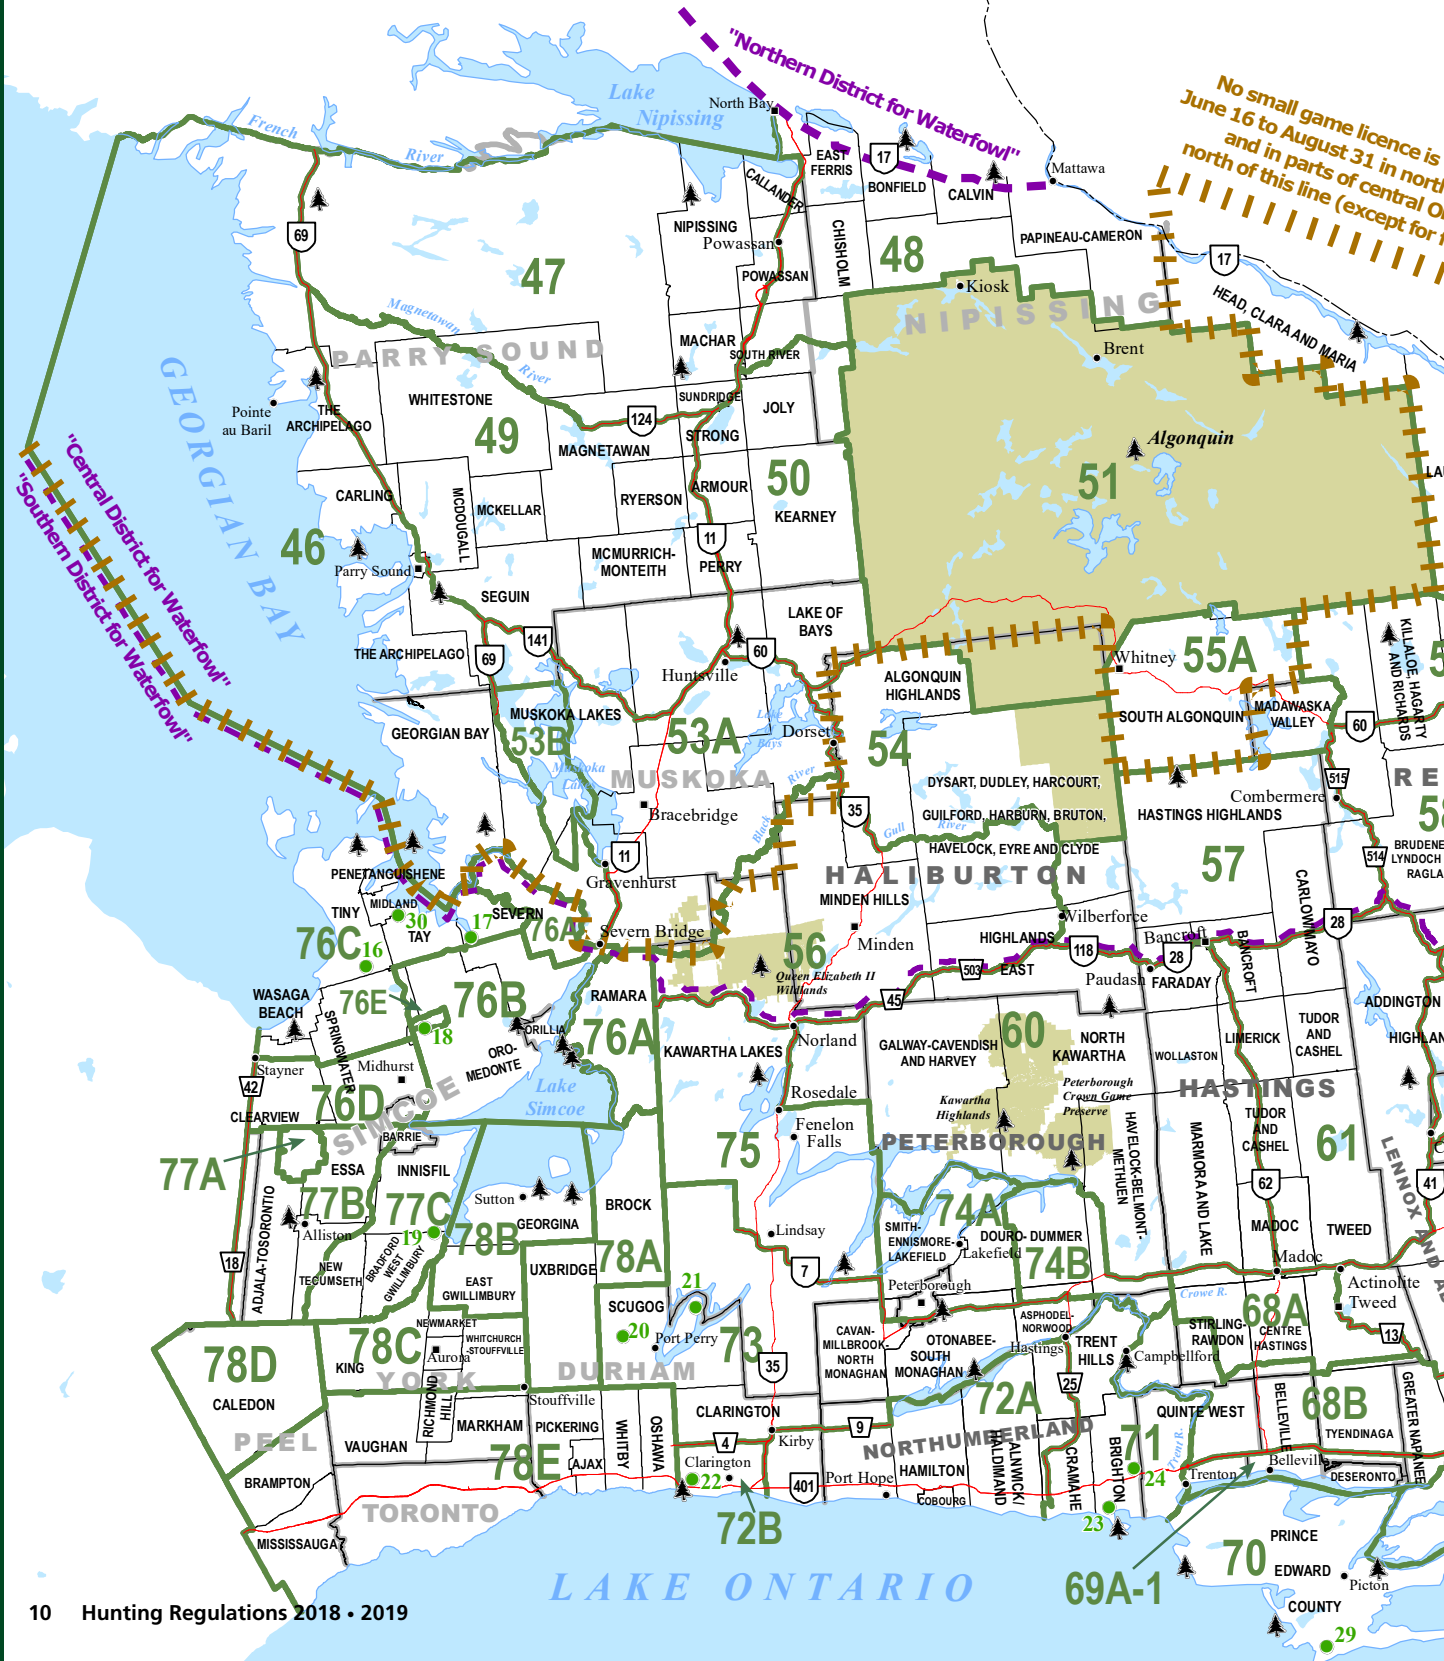 "Northern District for Waterfowl"
No small game licence is
June 16 to August 31 in north
and in parts of central O
north of this line (except for f
Lake
Nipissing
North Bay
French
River
Mattawa
EAST
FERRIS
17
BONFIELD
CALVIN
CALLANDER
69
NIPISSING
Powassan
CHISHOLM
48
PAPINEAU-CAMERON
17
47
POWASSAN
Kiosk
NIPISSING
HEAD, CLARA AND MARIA
Magnetawan
River
PARRY SOUND
MACHAR
SOUTH RIVER
Brent
WHITESTONE
SUNDRIDGE
JOLY
Pointe
au Baril
THE
ARCHIPELAGO
49
124
STRONG
MAGNETAWAN
Algonquin
GEORGIAN BAY
"Central District for Waterfowl"
"Southern District for Waterfowl"
CARLING
MCDOUGALL
MCKELLAR
RYERSON
ARMOUR
50
KEARNEY
51
46
Parry Sound
11
PERRY
MCMURRICH-
MONTEITH
SEGUIN
LAKE OF
BAYS
THE ARCHIPELAGO
69
141
60
Huntsville
ALGONQUIN
HIGHLANDS
Whitney
55A
KILLALOE, HAGARTY
AND RICHARDS
5
MUSKOKA LAKES
53B
53A
Lake
Bays
Dorset
54
SOUTH ALGONQUIN
MADAWASKA
VALLEY
60
GEORGIAN BAY
Muskoka
Lake
MUSKOKA
River
Black
DYSART, DUDLEY, HARCOURT,
GUILFORD, HARBURN, BRUTON,
HAVELOCK, EYRE AND CLYDE
515
Combermere
RE
58
HASTINGS HIGHLANDS
Bracebridge
35
Gull
River
11
Gravenhurst
HALIBURTON
57
514
BRUDENE
LYNDOCH
RAGLA
PENETANGUISHENE
MIDLAND
TINY
30
TAY
17
SEVERN
76A
Severn Bridge
MINDEN HILLS
Minden
Wilberforce
HIGHLANDS
EAST
118
Bancroft
28
BANCROFT
CARLOW/MAYO
28
76C
16
56
Queen Elizabeth II
Wildlands
503
45
Paudash
FARADAY
WASAGA
BEACH
76E
SPRINGWATER
18
76B
RAMARA
ORILLIA
76A
KAWARTHA LAKES
Norland
GALWAY-CAVENDISH
AND HARVEY
60
NORTH
KAWARTHA
WOLLASTON
LIMERICK
TUDOR
AND
CASHEL
ADDINGTON
HIGHLAN
Stayner
42
Midhurst
ORO-
MEDONTE
Lake
Simcoe
Rosedale
Fenelon
Falls
Kawartha
Highlands
Peterborough
Crown Game
Preserve
HASTINGS
CLEARVIEW
76D
SIMCOE
BARRIE
75
PETERBOROUGH
HAVELOCK-BELMONT-
METHUEN
MARMORA AND LAKE
TUDOR
AND
CASHEL
61
LENNOX AND A
77A
ESSA
INNISFIL
77B
77C
Alliston
19
Sutton
78B
GEORGINA
BROCK
Lindsay
74A
SMITH-
ENNISMORE-
LAKEFIELD
Lakefield
DOURO-DUMMER
74B
62
MADOC
TWEED
41
18
ADJALA-TOSORONTIO
NEW
TECUMSETH
BRADFORD
WEST
GWILLIMBURY
EAST
GWILLIMBURY
UXBRIDGE
78A
7
Peterborough
Madoc
Actinolite
Tweed
SCUGOG
21
20
Port Perry
73
Crowe R.
68A
CENTRE
HASTINGS
STIRLING-
RAWDON
13
78D
CALEDON
78C
KING
NEWMARKET
Aurora
WHITCHURCH
-STOUFFVILLE
YORK
DURHAM
35
CAVAN-
MILLBROOK-
NORTH
MONAGHAN
OTONABEE-
SOUTH
MONAGHAN
ASPHODEL-
NORWOOD
Hastings
TRENT
HILLS
Campbellford
25
72A
PEEL
VAUGHAN
RICHMOND
HILL
MARKHAM
Stouffville
PICKERING
WHITBY
OSHAWA
CLARINGTON
4
Kirby
9
NORTHUMBERLAND
QUINTE WEST
BELLEVILLE
68B
TYENDINAGA
GREATER NAPANEE
BRAMPTON
78E
AJAX
Clarington
22
401
Port Hope
HAMILTON
COBOURG
ALNWICK/
HALDIMAND
CRAMAHE
BRIGHTON
71
24
Trent R.
Trenton
Belleville
DESERONTO
TORONTO
MISSISSAUGA
72B
23
LAKE ONTARIO
69A-1
70
PRINCE
EDWARD
COUNTY
Picton
29
10 Hunting Regulations 2018 • 2019